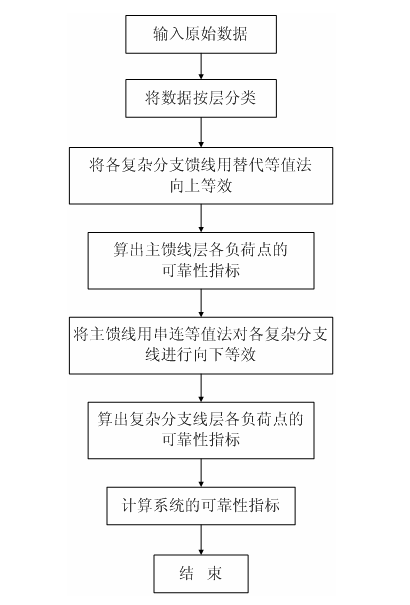 输入原始数据
将数据按层分类
将各复杂分支馈线用替代等值法
向上等效
算出主馈线层各负荷点的
可靠性指标
将主馈线用串连等值法对各复杂分支
线进行向下等效
算出复杂分支线层各负荷点的
可靠性指标
计算系统的可靠性指标
结 束